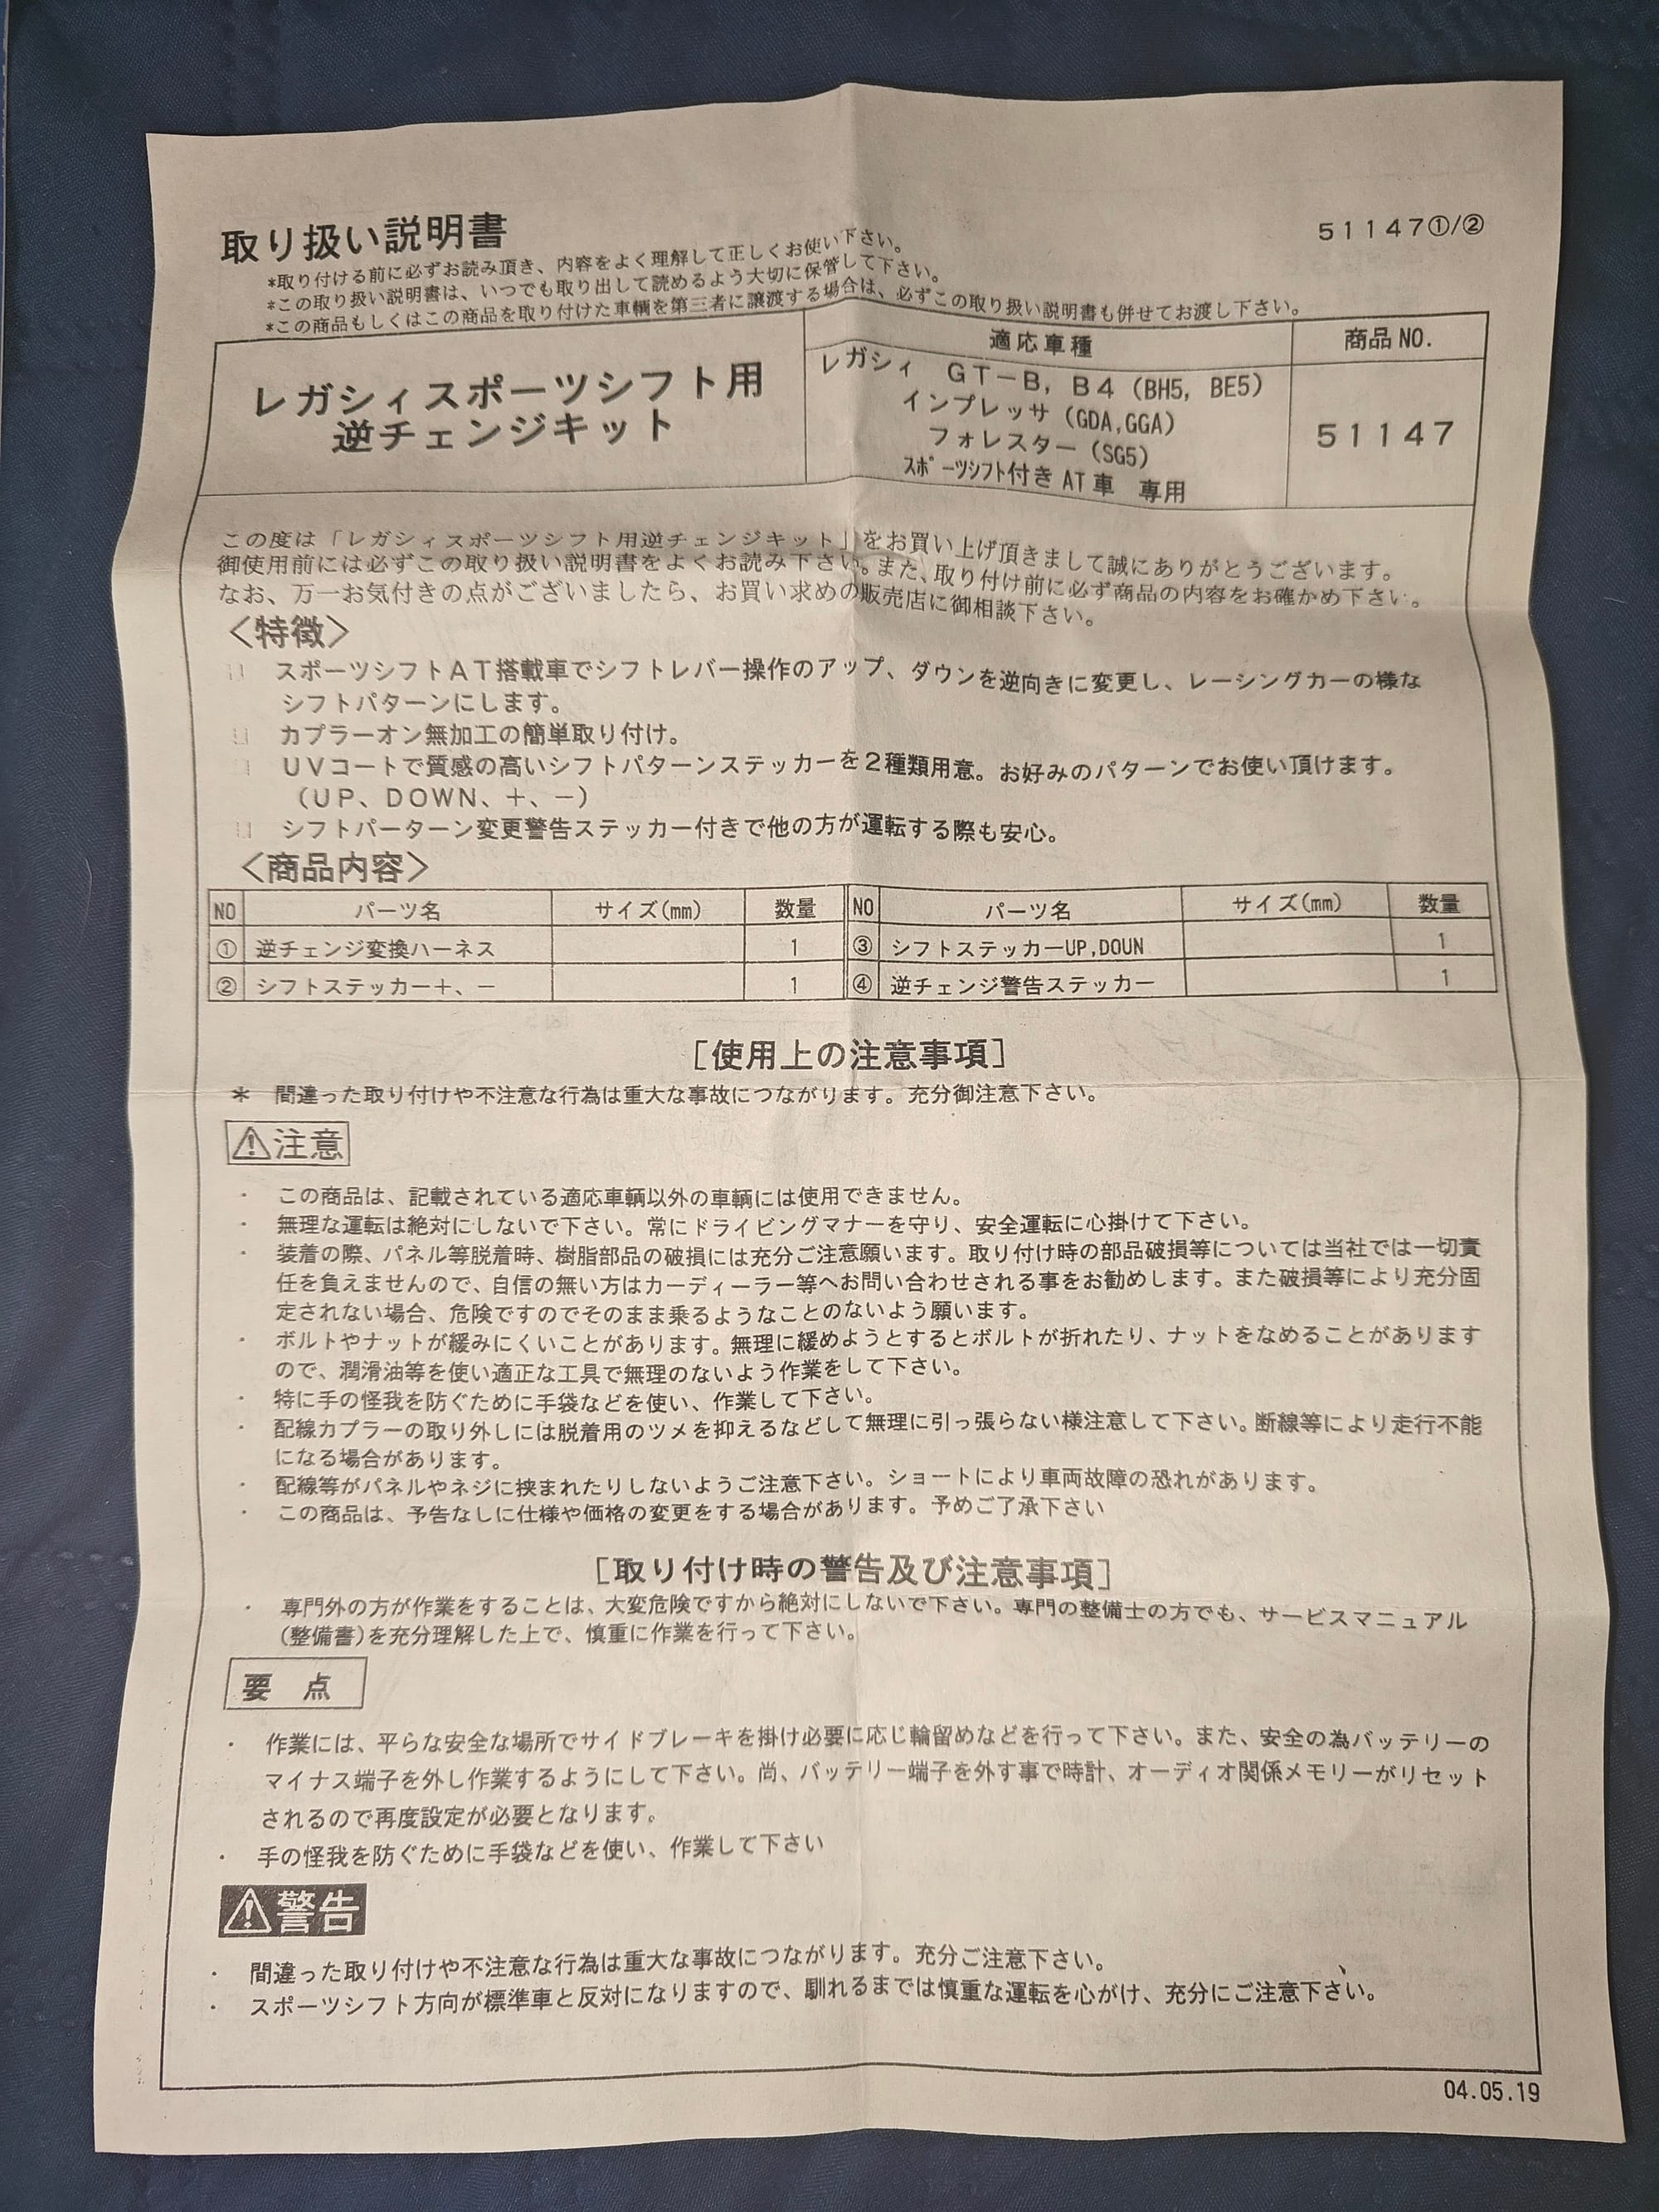 取り扱い説明書
51147①/②
*取り付ける前に必ずお読み頂き、内容をよく理解して正しくお使い下さい。
*この取り扱い説明書は、いつでも取り出して読めるよう大切に保管して下さい。
*この商品もしくはこの商品を取り付けた車輌を第三者に譲渡する場合は、必ずこの取り扱い説明書も併せてお渡し下さい。
レガシィスポーツシフト用
逆チェンジキット
適応車種
レガシィ GT－B, B4 (BH5, BE5)
インプレッサ (GDA,GGA)
フォレスター (SG5)
ｽﾎﾟｰﾂｼﾌﾄ付き AT車 専用
商品NO.
51147
この度は「レガシィスポーツシフト用逆チェンジキット」をお買い上げ頂きまして誠にありがとうございます。
御使用前には必ずこの取り扱い説明書をよくお読み下さい。また、取り付け前に必ず商品の内容をお確かめ下さい。
なお、万一お気付きの点がございましたら、お買い求めの販売店に御相談下さい。
〈特徴〉
スポーツシフトAT搭載車でシフトレバー操作のアップ、ダウンを逆向きに変更し、レーシングカーの様な
シフトパターンにします。
カプラーオン無加工の簡単取り付け。
UVコートで質感の高いシフトパターンステッカーを2種類用意。お好みのパターンでお使い頂けます。
（UP、DOWN、＋、－）
シフトパーターン変更警告ステッカー付きで他の方が運転する際も安心。
〈商品内容〉
NO パーツ名 サイズ(mm) 数量 NO パーツ名 サイズ(mm) 数量
① 逆チェンジ変換ハーネス 1 ③ シフトステッカーUP,DOUN 1
② シフトステッカー＋、－ 1 ④ 逆チェンジ警告ステッカー 1
［使用上の注意事項］
＊ 間違った取り付けや不注意な行為は重大な事故につながります。充分御注意下さい。
⚠注意
・ この商品は、記載されている適応車輌以外の車輌には使用できません。
・ 無理な運転は絶対にしないで下さい。常にドライビングマナーを守り、安全運転に心掛けて下さい。
・ 装着の際、パネル等脱着時、樹脂部品の破損には充分ご注意願います。取り付け時の部品破損等については当社では一切責
任を負えませんので、自信の無い方はカーディーラー等へお問い合わせされる事をお勧めします。また破損等により充分固
定されない場合、危険ですのでそのまま乗るようなことのないよう願います。
・ ボルトやナットが緩みにくいことがあります。無理に緩めようとするとボルトが折れたり、ナットをなめることがあります
ので、潤滑油等を使い適正な工具で無理のないよう作業をして下さい。
・ 特に手の怪我を防ぐために手袋などを使い、作業して下さい。
・ 配線カプラーの取り外しには脱着用のツメを抑えるなどして無理に引っ張らない様注意して下さい。断線等により走行不能
になる場合があります。
・ 配線等がパネルやネジに挟まれたりしないようご注意下さい。ショートにより車両故障の恐れがあります。
・ この商品は、予告なしに仕様や価格の変更をする場合があります。予めご了承下さい
［取り付け時の警告及び注意事項］
・ 専門外の方が作業をすることは、大変危険ですから絶対にしないで下さい。専門の整備士の方でも、サービスマニュアル
(整備書)を充分理解した上で、慎重に作業を行って下さい。
要 点
・ 作業には、平らな安全な場所でサイドブレーキを掛け必要に応じ輪留めなどを行って下さい。また、安全の為バッテリーの
マイナス端子を外し作業するようにして下さい。尚、バッテリー端子を外す事で時計、オーディオ関係メモリーがリセット
されるので再度設定が必要となります。
・ 手の怪我を防ぐために手袋などを使い、作業して下さい
⚠警告
・ 間違った取り付けや不注意な行為は重大な事故につながります。充分ご注意下さい。
・ スポーツシフト方向が標準車と反対になりますので、馴れるまでは慎重な運転を心がけ、充分にご注意下さい。
04.05.19